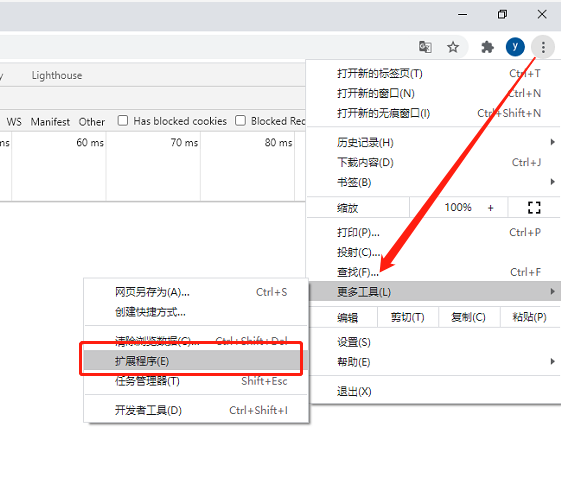 y
y Lighthouse
打开新的标签页(T) Ctrl+T
打开新的窗口(N) Ctrl+N
打开新的无痕窗口(I) Ctrl+Shift+N
WS Manifest Other Has blocked cookies Blocked Rec
ms 60 ms 70 ms 80 ms
历史记录(H)
下载内容(D) Ctrl+J
书签(B)
缩放 100% +
打印(P)... Ctrl+P
投射(C)...
查找(F)... Ctrl+F
更多工具(L)
网页另存为(A)... Ctrl+S
创建快捷方式...
编辑 剪切(T) 复制(C) 粘贴(P)
清除浏览数据(C)... Ctrl+Shift+Del
设置(S)
扩展程序(E)
帮助(E)
任务管理器(T) Shift+Esc
退出(X)
开发者工具(D) Ctrl+Shift+I